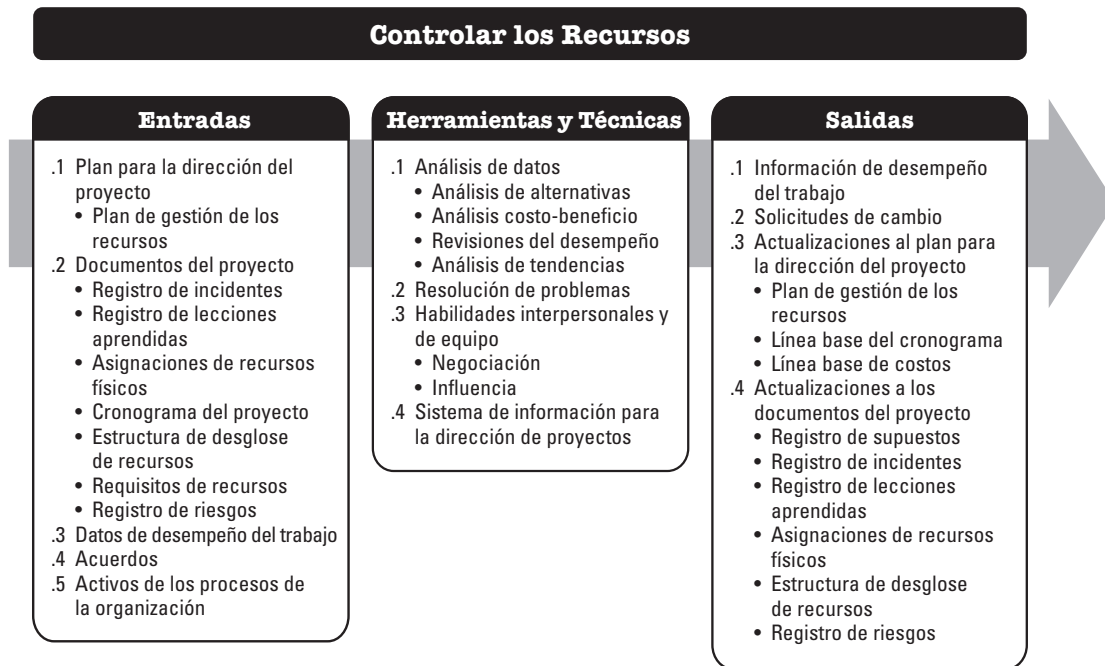 Controlar los Recursos
Entradas
.1 Plan para la dirección del
proyecto
• Plan de gestión de los
recursos
.2 Documentos del proyecto
• Registro de incidentes
• Registro de lecciones
aprendidas
• Asignaciones de recursos
físicos
• Cronograma del proyecto
• Estructura de desglose
de recursos
• Requisitos de recursos
• Registro de riesgos
.3 Datos de desempeño del trabajo
.4 Acuerdos
.5 Activos de los procesos de
la organización
Herramientas y Técnicas
.1 Análisis de datos
• Análisis de alternativas
• Análisis costo-beneficio
• Revisiones del desempeño
• Análisis de tendencias
.2 Resolución de problemas
.3 Habilidades interpersonales y
de equipo
• Negociación
• Influencia
.4 Sistema de información para
la dirección de proyectos
Salidas
.1 Información de desempeño
del trabajo
.2 Solicitudes de cambio
.3 Actualizaciones al plan para
la dirección del proyecto
• Plan de gestión de los
recursos
• Línea base del cronograma
• Línea base de costos
.4 Actualizaciones a los
documentos del proyecto
• Registro de supuestos
• Registro de incidentes
• Registro de lecciones
aprendidas
• Asignaciones de recursos
físicos
• Estructura de desglose
de recursos
• Registro de riesgos